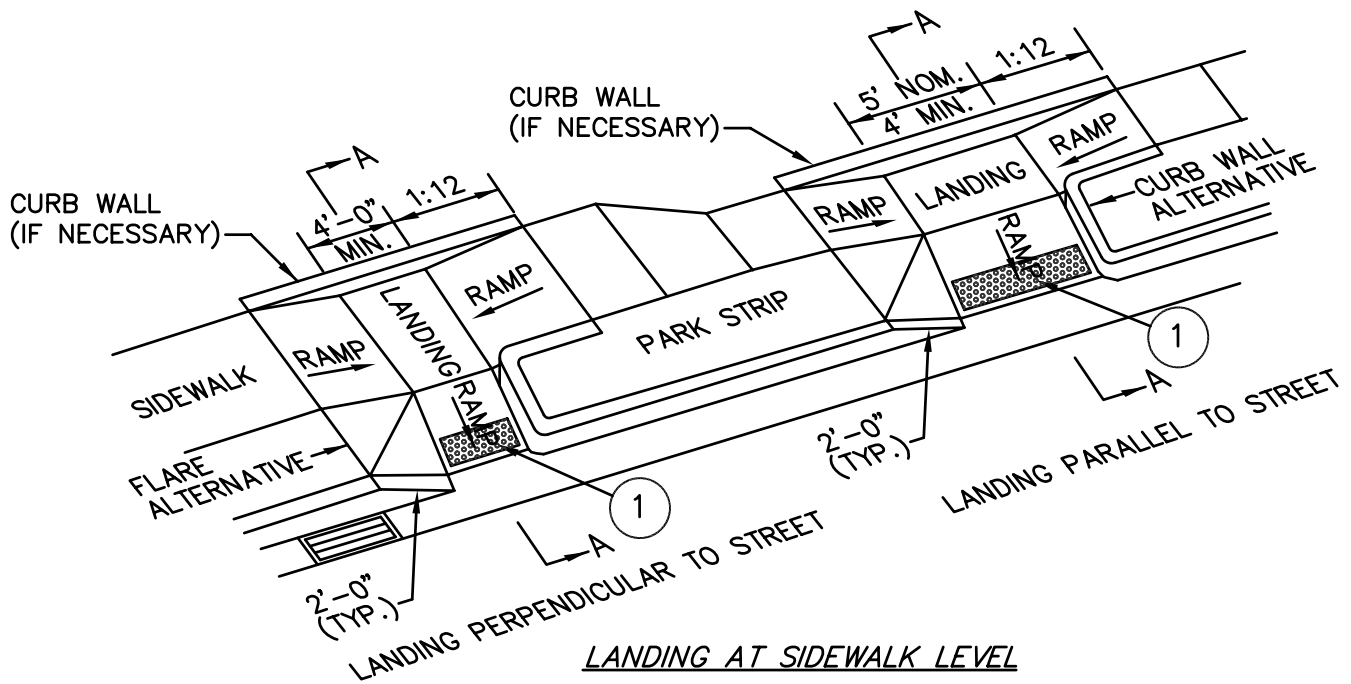 A
1:12
5' NOM.
4' MIN.
CURB WALL
(IF NECESSARY)
RAMP
LANDING
RAMP
RAMP
CURB WALL
ALTERNATIVE
1
A
2'-0"
(TYP.)
LANDING PARALLEL TO STREET
A
1:12
4'-0"
MIN.
CURB WALL
(IF NECESSARY)
RAMP
LANDING
RAMP
RAMP
PARK STRIP
SIDEWALK
FLARE
ALTERNATIVE
1
A
2'-0"
(TYP.)
LANDING PERPENDICULAR TO STREET
LANDING AT SIDEWALK LEVEL